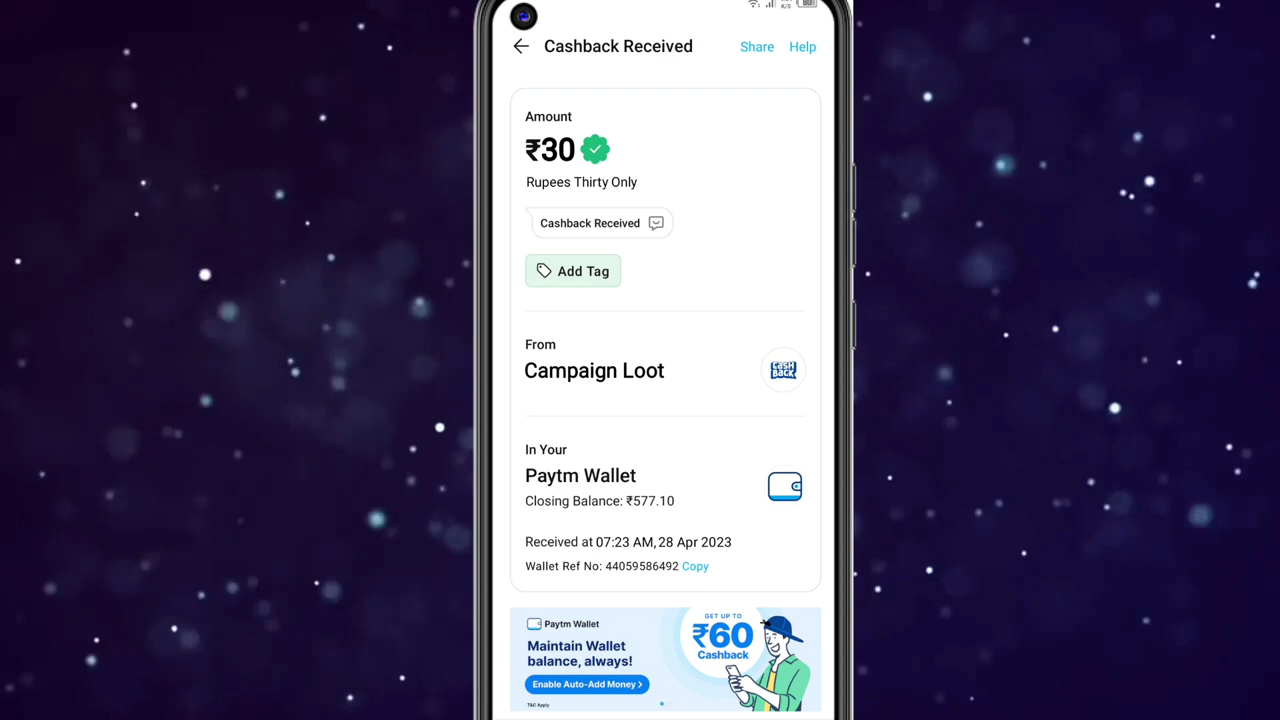 Cashback Received
Share
Help
Amount
₹30
Rupees Thirty Only
Cashback Received
Add Tag
From
Campaign Loot
CASH
BACK
In Your
Paytm Wallet
Closing Balance: ₹577.10
Received at 07:23 AM, 28 Apr 2023
Wallet Ref No: 44059586492 Copy
Paytm Wallet
Maintain Wallet
balance, always!
Enable Auto-Add Money >
T&C Apply
GET UP TO
₹60
Cashback